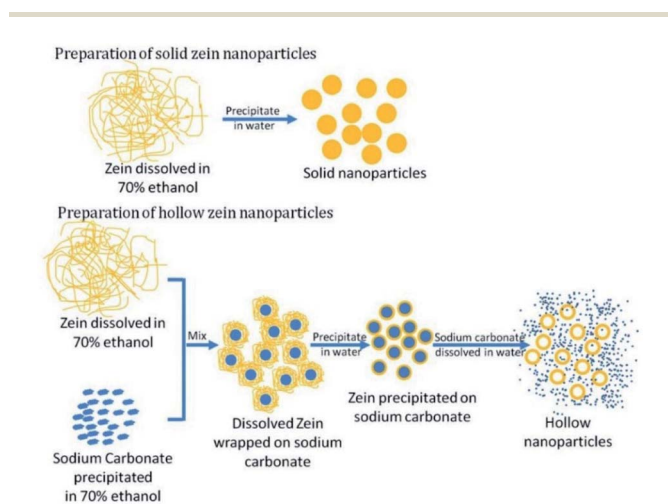 Preparation of solid zein nanoparticles
Precipitate
in water
Zein dissolved in
70% ethanol
Solid nanoparticles
Preparation of hollow zein nanoparticles
Zein dissolved in
70% ethanol
Mix
Precipitate
in water
Sodium carbonate
dissolved in water
Zein precipitated on
sodium carbonate
Dissolved Zein
wrapped on sodium
carbonate
Hollow
nanoparticles
Sodium Carbonate
precipitated
in 70% ethanol